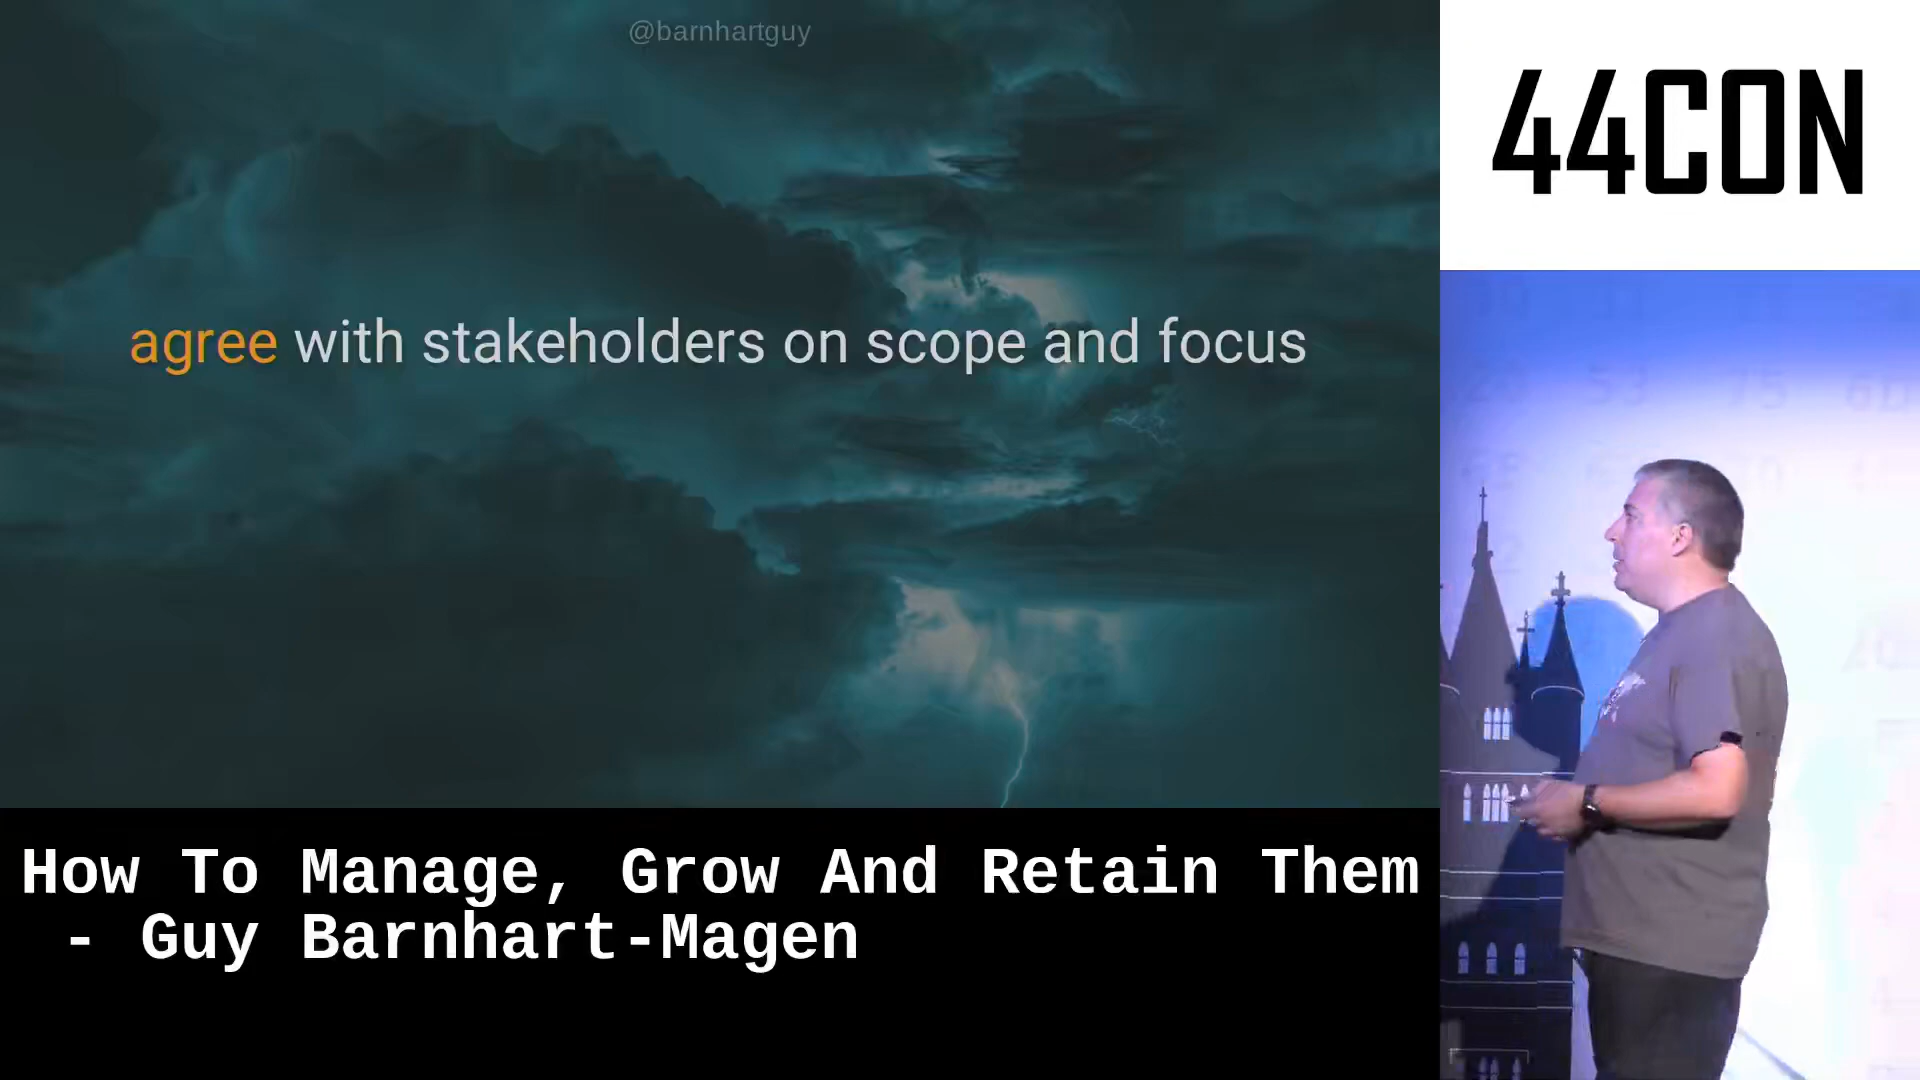 @barnhartguy
44CON
agree with stakeholders on scope and focus
How To Manage, Grow And Retain Them
- Guy Barnhart-Magen